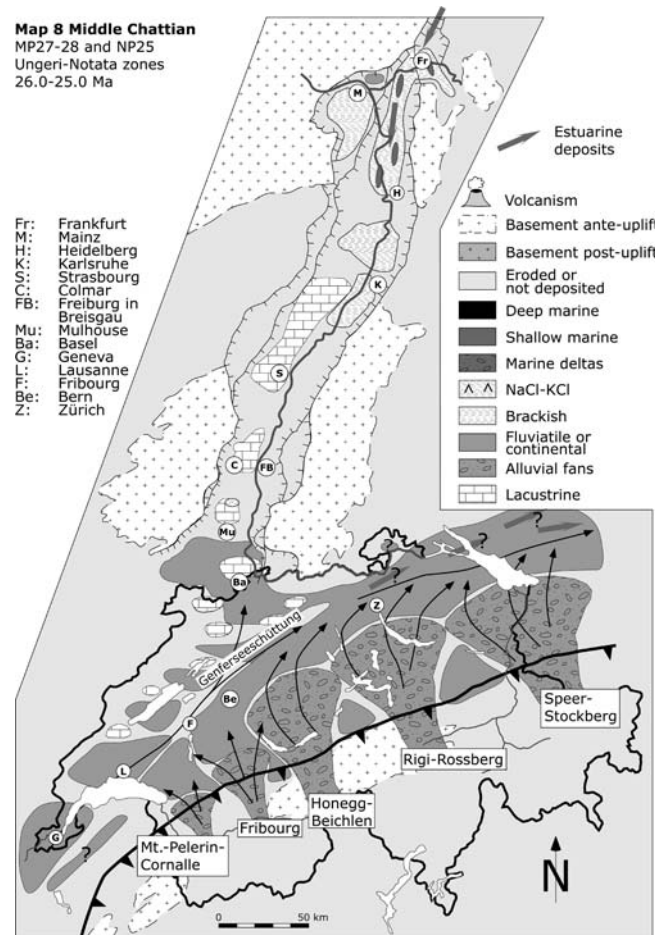 Map 8 Middle Chattian
MP27-28 and NP25
Ungeri-Notata zones
26.0-25.0 Ma
Fr
M
H
K
S
C
FB
Mu
Ba
Z
Be
F
L
G
?
?
?
?
Fr: Frankfurt
M: Mainz
H: Heidelberg
K: Karlsruhe
S: Strasbourg
C: Colmar
FB: Freiburg in
Breisgau
Mu: Mulhouse
Ba: Basel
G: Geneva
L: Lausanne
F: Fribourg
Be: Bern
Z: Zürich
Estuarine
deposits
Volcanism
Basement ante-uplift
Basement post-uplift
Eroded or
not deposited
Deep marine
Shallow marine
Marine deltas
NaCl-KCl
Brackish
Fluviatile or
continental
Alluvial fans
Lacustrine
Genferseeschüttung
Speer-
Stockberg
Rigi-Rossberg
Honegg-
Beichlen
Fribourg
Mt.-Pelerin-
Cornalle
N
0 50 km